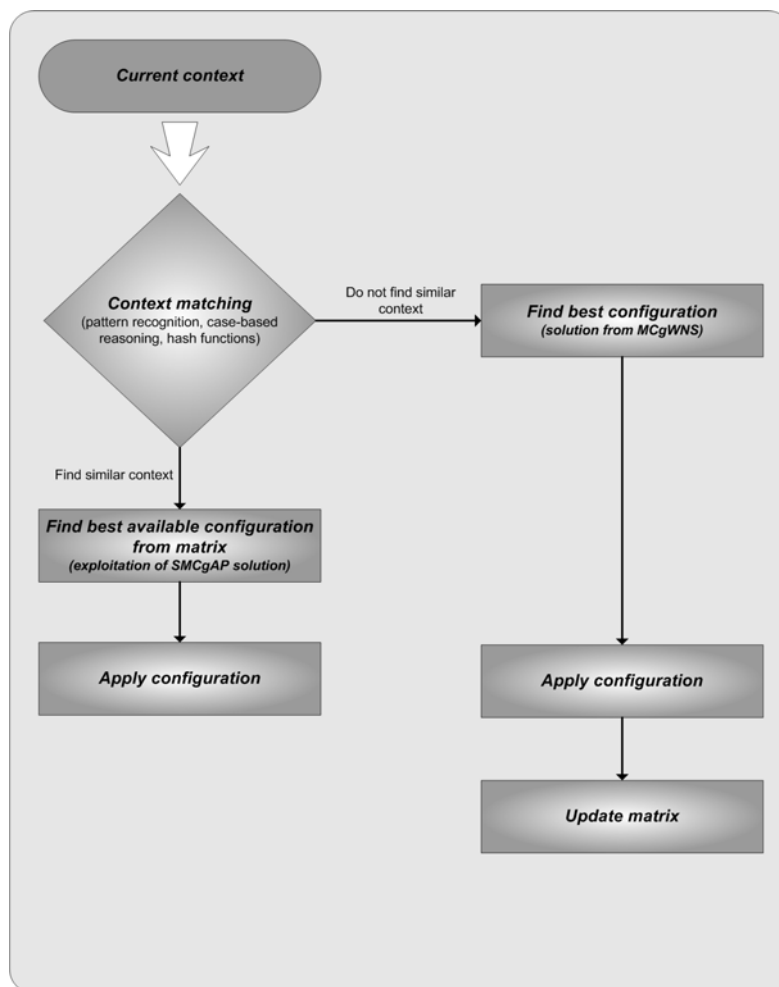 Current context
Context matching
(pattern recognition, case-based
reasoning, hash functions)
Do not find similar
context
Find best configuration
(solution from MCgWNS)
Find similar context
Find best available configuration
from matrix
(exploitation of SMCgAP solution)
Apply configuration
Apply configuration
Update matrix